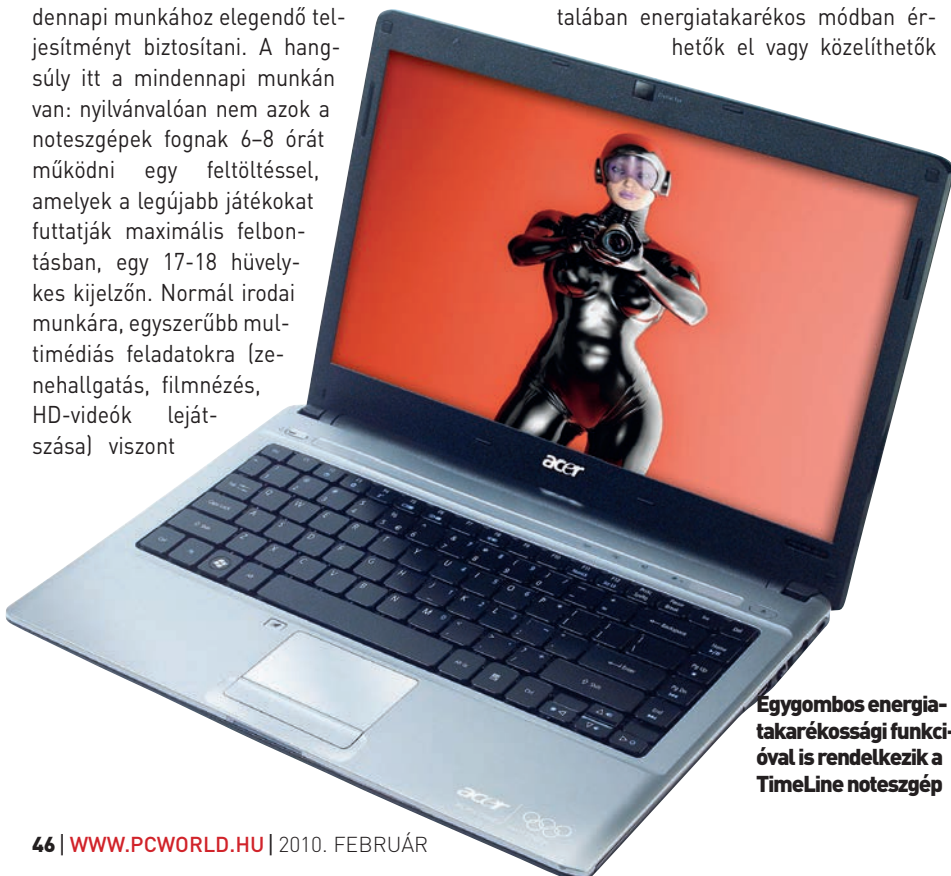 dennapi munkához elegendő tel-
jesítményt biztosítani. A hang-
súly itt a mindennapi munkán
van: nyilvánvalóan nem azok a
noteszgépek fognak 6–8 órát
működni egy feltöltéssel,
amelyek a legújabb játékokat
futtatják maximális felbon-
tásban, egy 17-18 hüvely-
kes kijelzőn. Normál irodai
munkára, egyszerűbb mul-
timédiás feladatokra (ze-
nehallgatás, filmnézés,
HD-videók leját-
szása) viszont
talában energiatakarékos módban ér-
hetők el vagy közelíthetők
acer
acer
Egygombos energia-
takarékossági funkci-
óval is rendelkezik a
TimeLine noteszgép
46 | WWW.PCWORLD.HU | 2010. FEBRUÁR